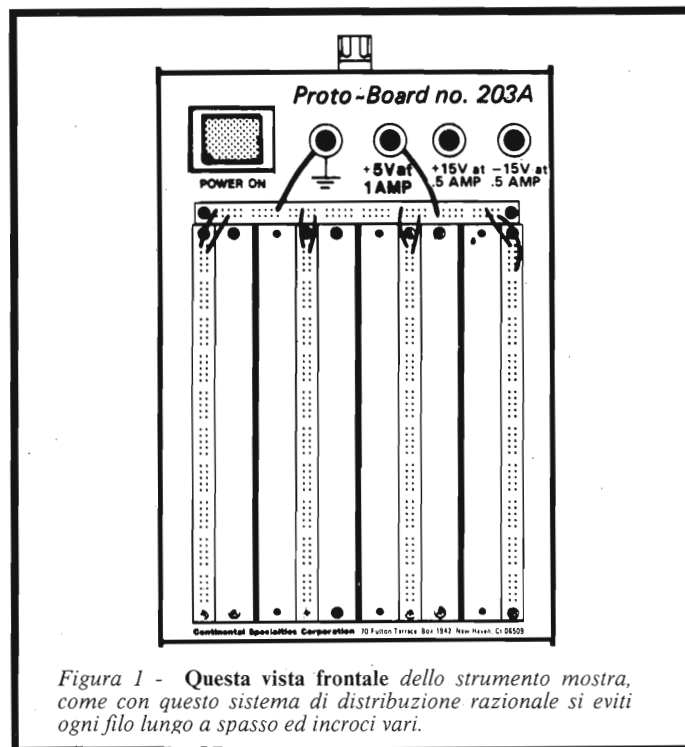 Proto-Board no. 203A
POWER ON
+5V at
1 AMP
+15V at
.5 AMP
-15V at
.5 AMP
Continental Specialties Corporation 70 Fulton Terrace, Box 1942 New Haven, Ct 06509
Figura 1 - Questa vista frontale dello strumento mostra,
come con questo sistema di distribuzione razionale si eviti
ogni filo lungo a spasso ed incroci vari.